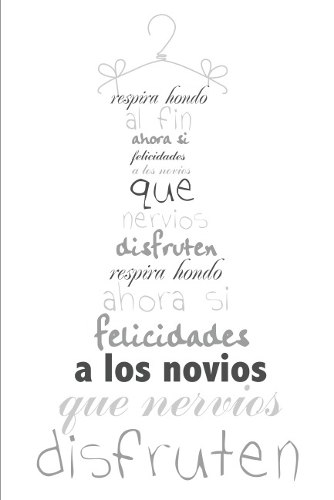 respira hondo
al fin
ahora si
felicidades
a los novios
que
nervios
disfruten
respira hondo
ahora si
felicidades
a los novios
que nervios
disfruten